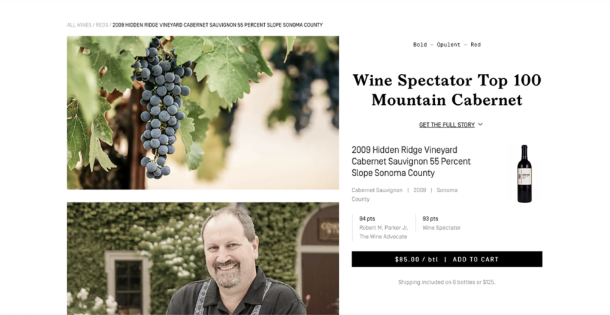 ALL WINES / REDS / 2009 HIDDEN RIDGE VINEYARD CABERNET SAUVIGNON 55 PERCENT SLOPE SONOMA COUNTY
Bold - Opulent - Red
Wine Spectator Top 100
Mountain Cabernet
GET THE FULL STORY
2009 Hidden Ridge Vineyard
Cabernet Sauvignon 55 Percent
Slope Sonoma County
Cabernet Sauvignon | 2009 | Sonoma
County
94 pts
Robert M. Parker Jr,
The Wine Advocate
93 pts
Wine Spectator
$85.00 / btl | ADD TO CART
Shipping included on 6 bottles or $125.